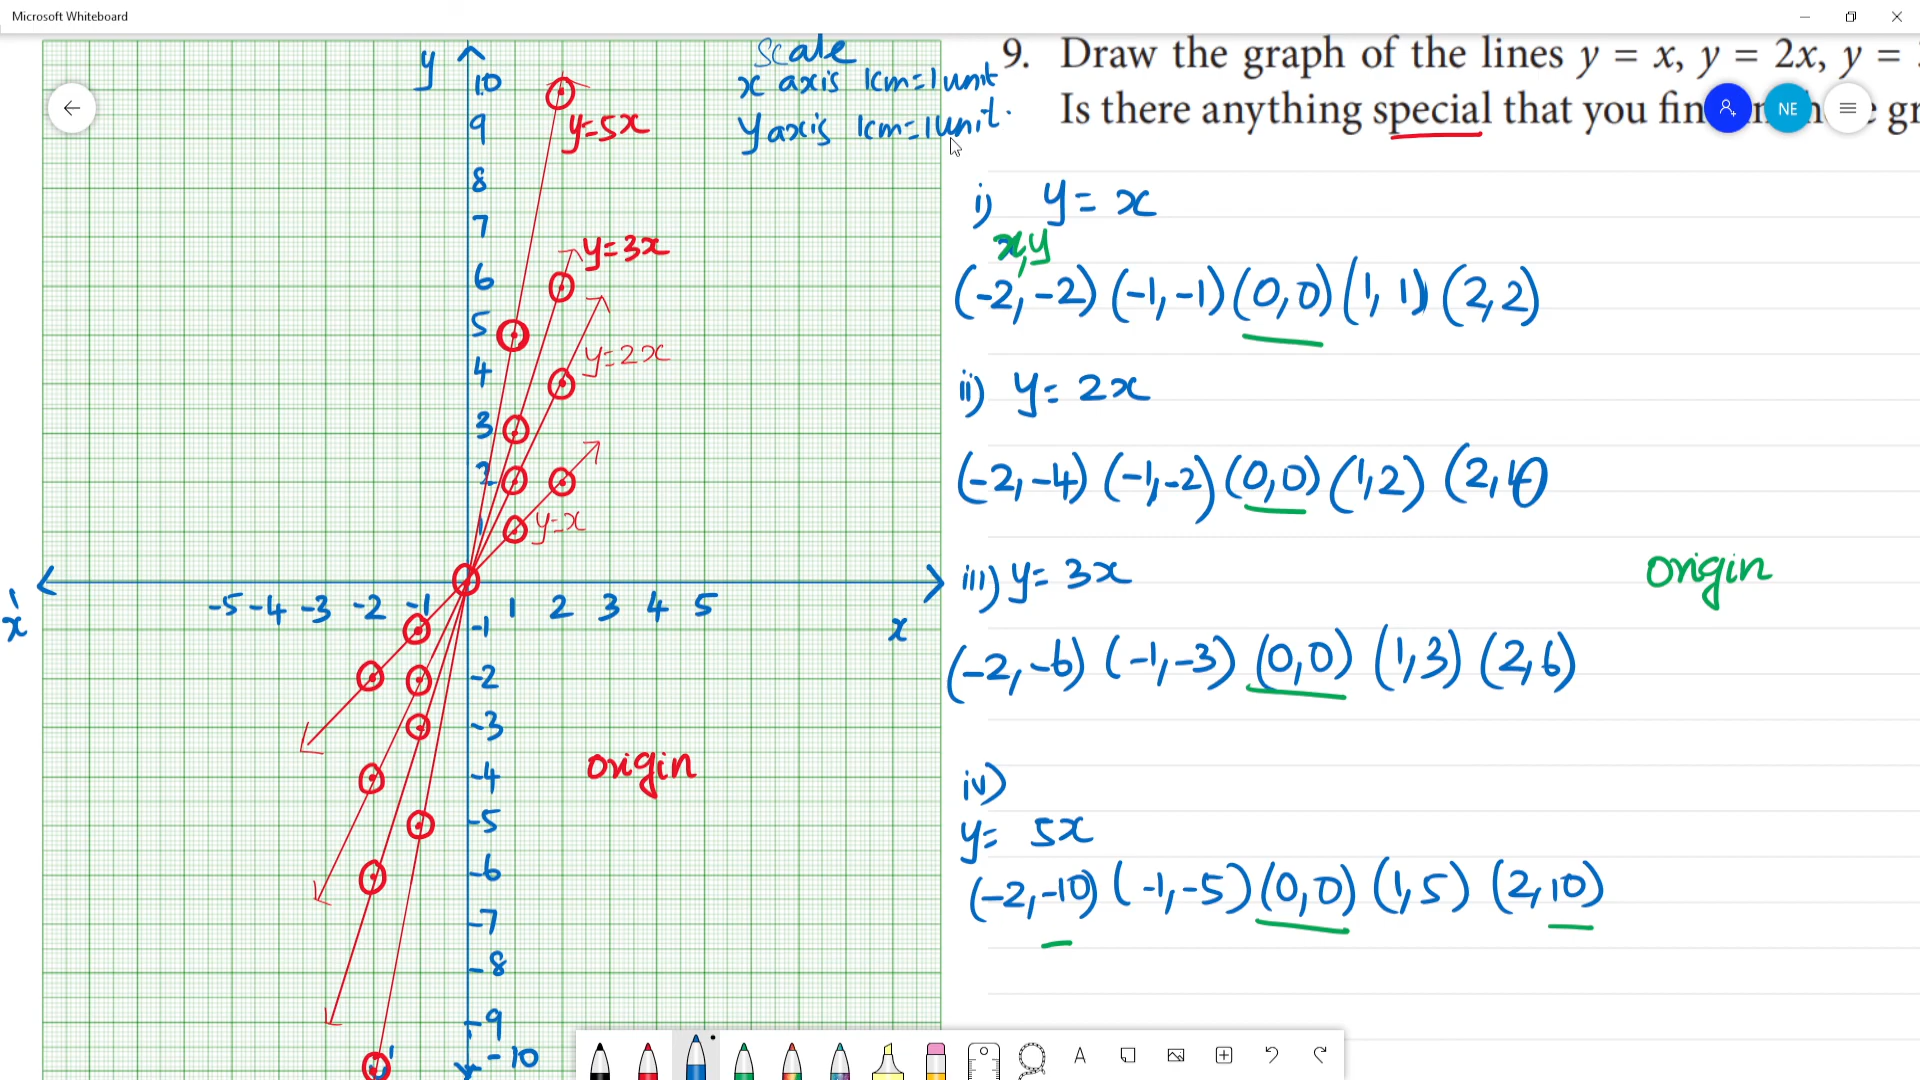 Microsoft Whiteboard
Scale
x axis 1cm=1unit
y axis 1cm=1unit.
y
10
9
8
7
6
5
4
3
2
1
y=5x
y=3x
y=2x
y=x
-5 -4 -3 -2 -1 1 2 3 4 5
x'
x
-1
-2
-3
-4
-5
-6
-7
-8
-9
-10
origin
9. Draw the graph of the lines y = x, y = 2x, y =
Is there anything special that you
NE
i) y = x
x,y
(-2,-2) (-1,-1) (0,0) (1,1) (2,2)
ii) y= 2x
(-2,-4) (-1,-2) (0,0) (1,2) (2,4)
iii) y= 3x
origin
(-2,-6) (-1,-3) (0,0) (1,3) (2,6)
iv)
y= 5x
(-2,-10) (-1,-5) (0,0) (1,5) (2,10)
A